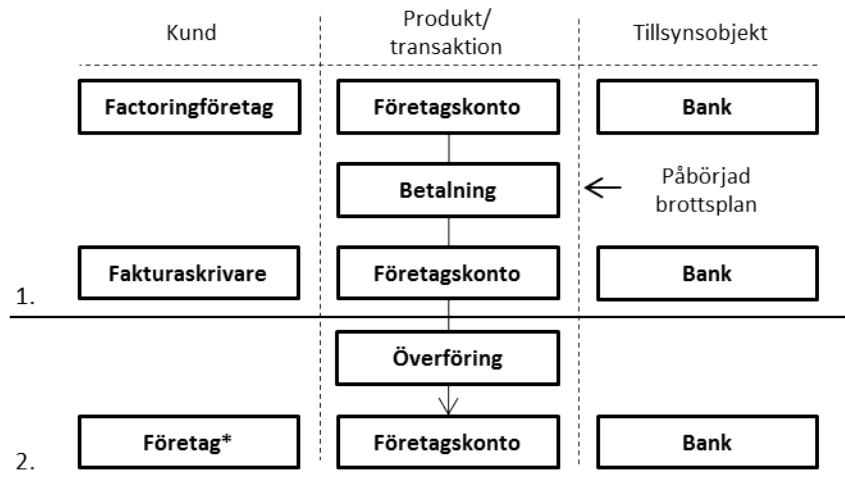 Kund
Produkt/
transaktion
Tillsynsobjekt
Factoringföretag
Företagskonto
Bank
Betalning
Påbörjad
brottsplan
Fakturaskrivare
Företagskonto
Bank
1.
Överföring
Företag*
Företagskonto
Bank
2.